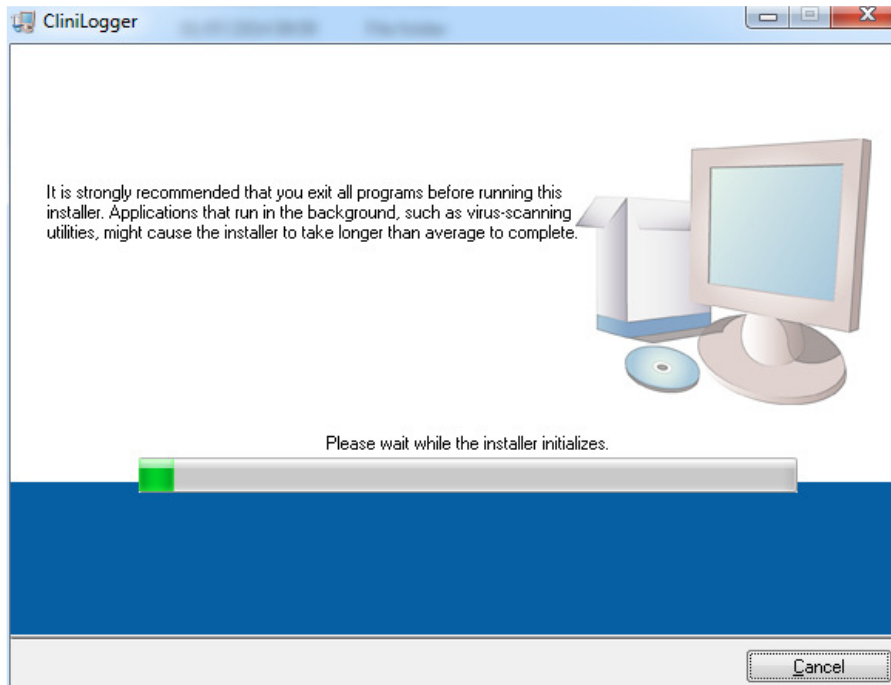 CliniLogger
It is strongly recommended that you exit all programs before running this
installer. Applications that run in the background, such as virus-scanning
utilities, might cause the installer to take longer than average to complete.
Please wait while the installer initializes.
Cancel